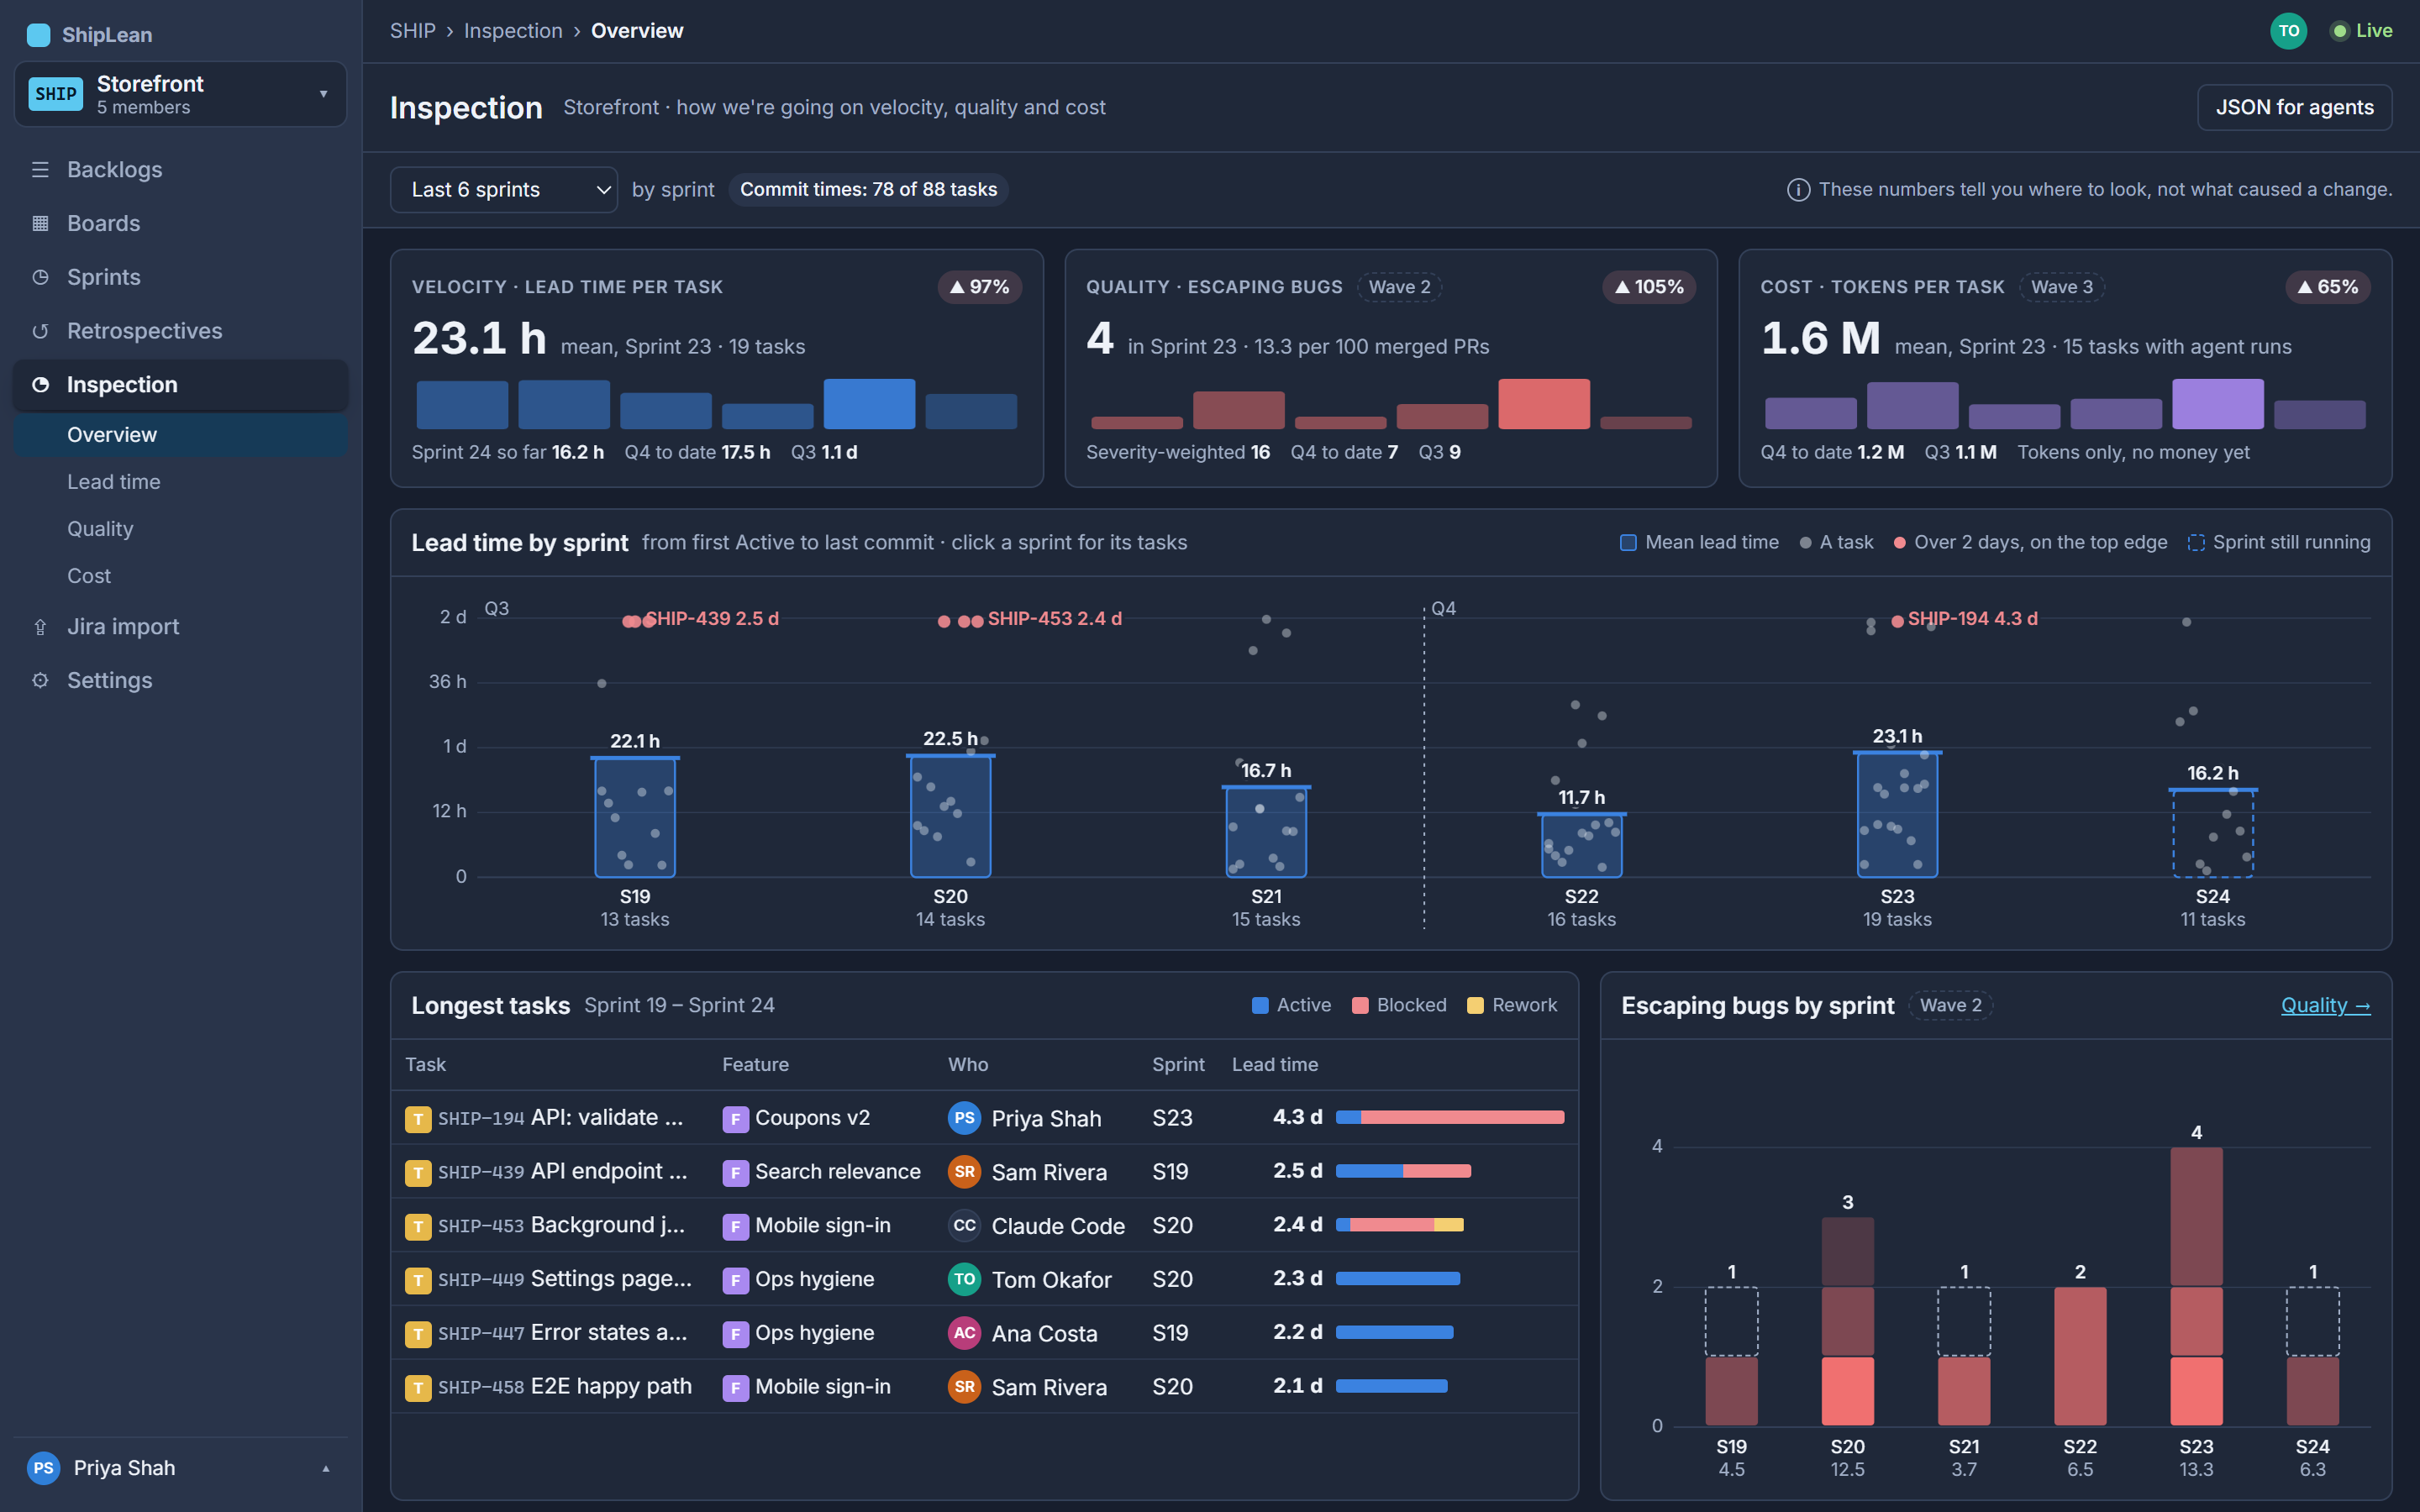 ShipLean
SHIP
Storefront
5 members
Backlogs
Boards
Sprints
Retrospectives
Inspection
Overview
Lead time
Quality
Cost
Jira import
Settings
PS Priya Shah
SHIP › Inspection › Overview
TO Live
Inspection Storefront · how we're going on velocity, quality and cost
JSON for agents
Last 6 sprints by sprint Commit times: 78 of 88 tasks
These numbers tell you where to look, not what caused a change.
VELOCITY · LEAD TIME PER TASK ▲ 97%
23.1 h mean, Sprint 23 · 19 tasks
Sprint 24 so far 16.2 h Q4 to date 17.5 h Q3 1.1 d
QUALITY · ESCAPING BUGS Wave 2 ▲ 105%
4 in Sprint 23 · 13.3 per 100 merged PRs
Severity-weighted 16 Q4 to date 7 Q3 9
COST · TOKENS PER TASK Wave 3 ▲ 65%
1.6 M mean, Sprint 23 · 15 tasks with agent runs
Q4 to date 1.2 M Q3 1.1 M Tokens only, no money yet
Lead time by sprint from first Active to last commit · click a sprint for its tasks
Mean lead time A task Over 2 days, on the top edge Sprint still running
Q3 Q4
2 d SHIP-439 2.5 d SHIP-453 2.4 d SHIP-194 4.3 d
36 h
1 d
12 h
0
22.1 h 22.5 h 16.7 h 11.7 h 23.1 h 16.2 h
S19 S20 S21 S22 S23 S24
13 tasks 14 tasks 15 tasks 16 tasks 19 tasks 11 tasks
Longest tasks Sprint 19 – Sprint 24
Active Blocked Rework
Task Feature Who Sprint Lead time
T SHIP-194 API: validate ... F Coupons v2 PS Priya Shah S23 4.3 d
T SHIP-439 API endpoint ... F Search relevance SR Sam Rivera S19 2.5 d
T SHIP-453 Background j... F Mobile sign-in CC Claude Code S20 2.4 d
T SHIP-449 Settings page... F Ops hygiene TO Tom Okafor S20 2.3 d
T SHIP-447 Error states a... F Ops hygiene AC Ana Costa S19 2.2 d
T SHIP-458 E2E happy path F Mobile sign-in SR Sam Rivera S20 2.1 d
Escaping bugs by sprint Wave 2 Quality →
4
2
0
1 3 1 2 4 1
S19 S20 S21 S22 S23 S24
4.5 12.5 3.7 6.5 13.3 6.3